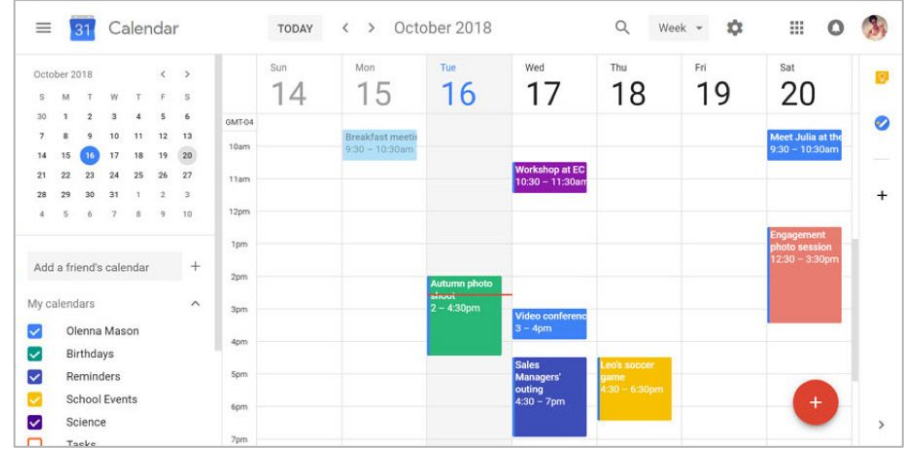 31 Calendar
TODAY < > October 2018
Week
October 2018 < >
S M T W T F S
30 1 2 3 4 5 6
7 8 9 10 11 12 13
14 15 16 17 18 19 20
21 22 23 24 25 26 27
28 29 30 31 1 2 3
4 5 6 7 8 9 10
Add a friend's calendar +
My calendars
Olenna Mason
Birthdays
Reminders
School Events
Science
Tasks
Sun Mon Tue Wed Thu Fri Sat
14 15 16 17 18 19 20
GMT-04
10am
11am
12pm
1pm
2pm
3pm
4pm
5pm
6pm
7pm
Breakfast meetin
9:30 – 10:30am
Autumn photo
shoot
2 – 4:30pm
Workshop at EC
10:30 – 11:30am
Video conferenc
3 – 4pm
Sales
Managers'
outing
4:30 – 7pm
Leo's soccer
game
4:30 – 6:30pm
Meet Julia at the
9:30 – 10:30am
Engagement
photo session
12:30 – 3:30pm
+
+
>